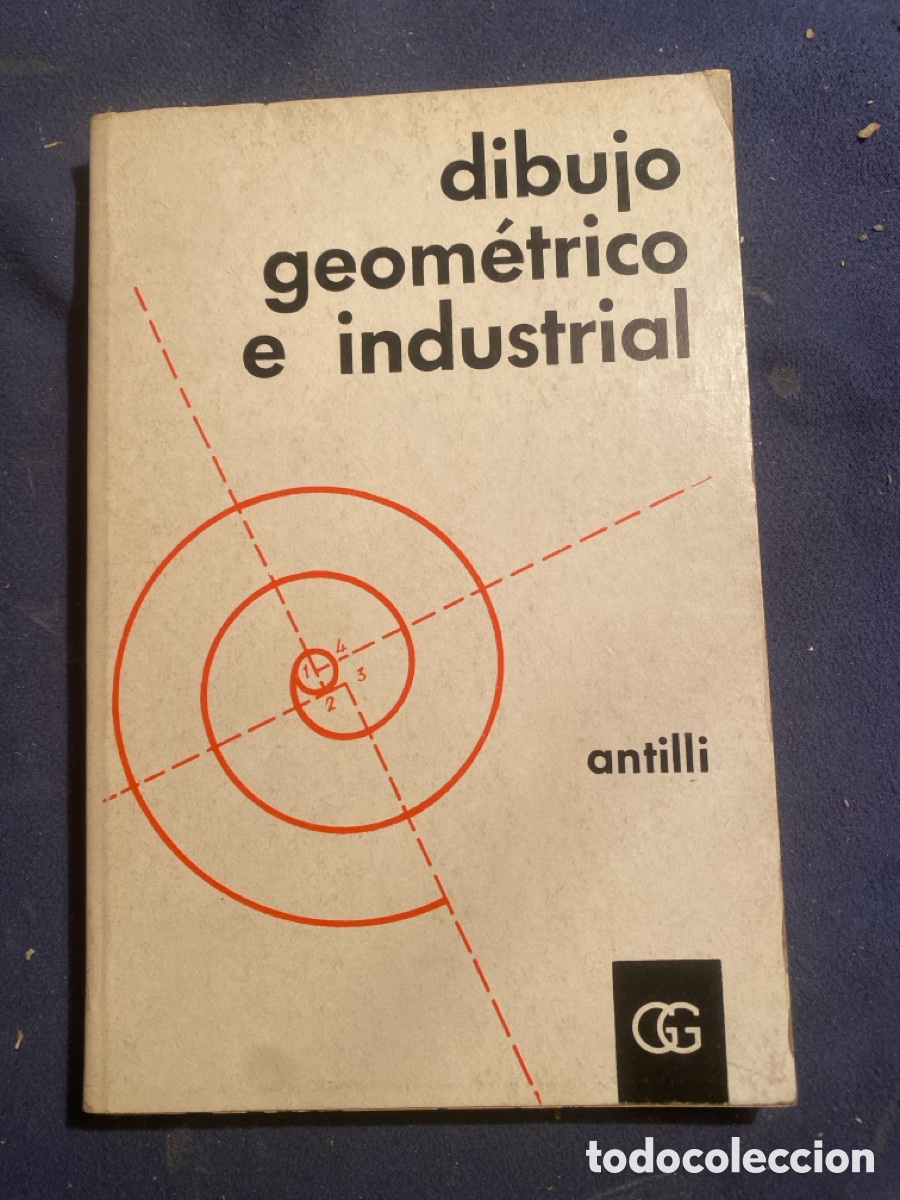 dibujo
geométrico
e industrial
4
1
3
2
antilli
GG
todocoleccion